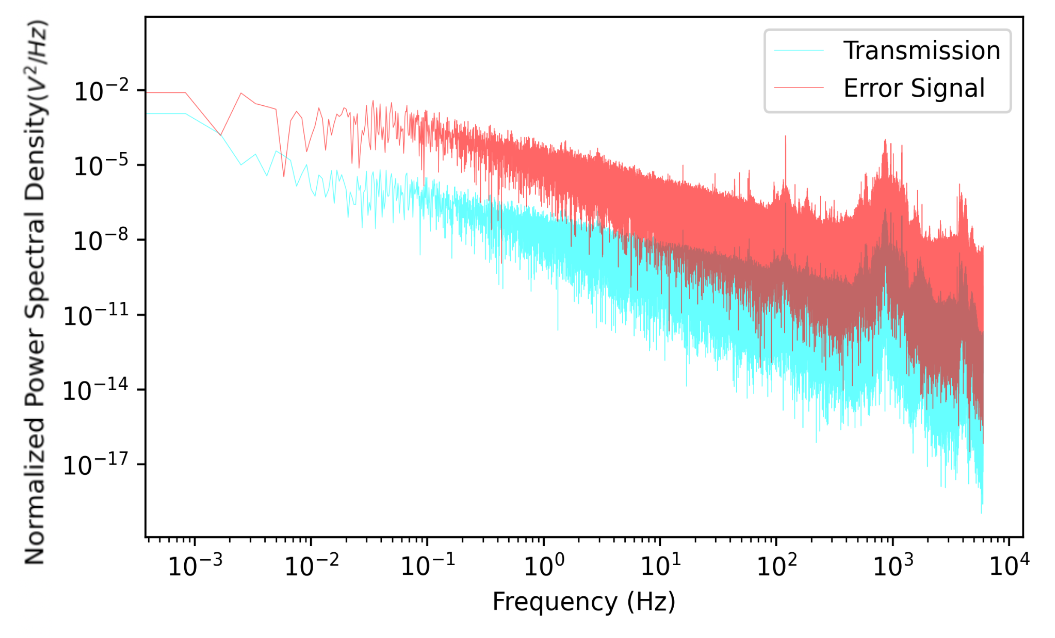 Normalized Power Spectral Density(V²/Hz)
Transmission
Error Signal
10⁻²
10⁻⁵
10⁻⁸
10⁻¹¹
10⁻¹⁴
10⁻¹⁷
10⁻³ 10⁻² 10⁻¹ 10⁰ 10¹ 10² 10³ 10⁴
Frequency (Hz)